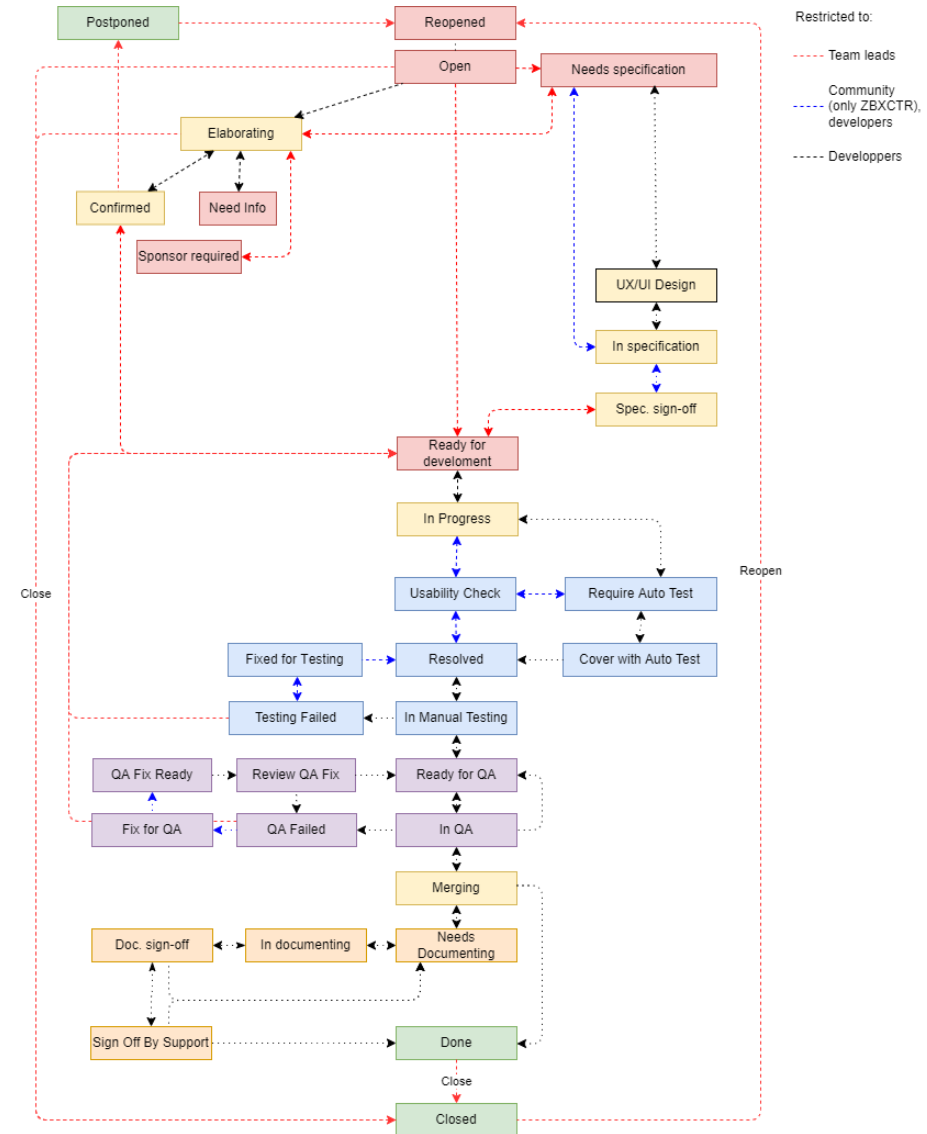 Postponed
Reopened
Restricted to:
Open
Needs specification
Team leads
Community
(only ZBXCTR),
developers
Elaborating
Developpers
Confirmed
Need Info
Sponsor required
UX/UI Design
In specification
Spec. sign-off
Ready for
develoment
In Progress
Reopen
Close
Usability Check
Require Auto Test
Fixed for Testing
Resolved
Cover with Auto Test
Testing Failed
In Manual Testing
QA Fix Ready
Review QA Fix
Ready for QA
Fix for QA
QA Failed
In QA
Merging
Doc. sign-off
In documenting
Needs
Documenting
Sign Off By Support
Done
Close
Closed